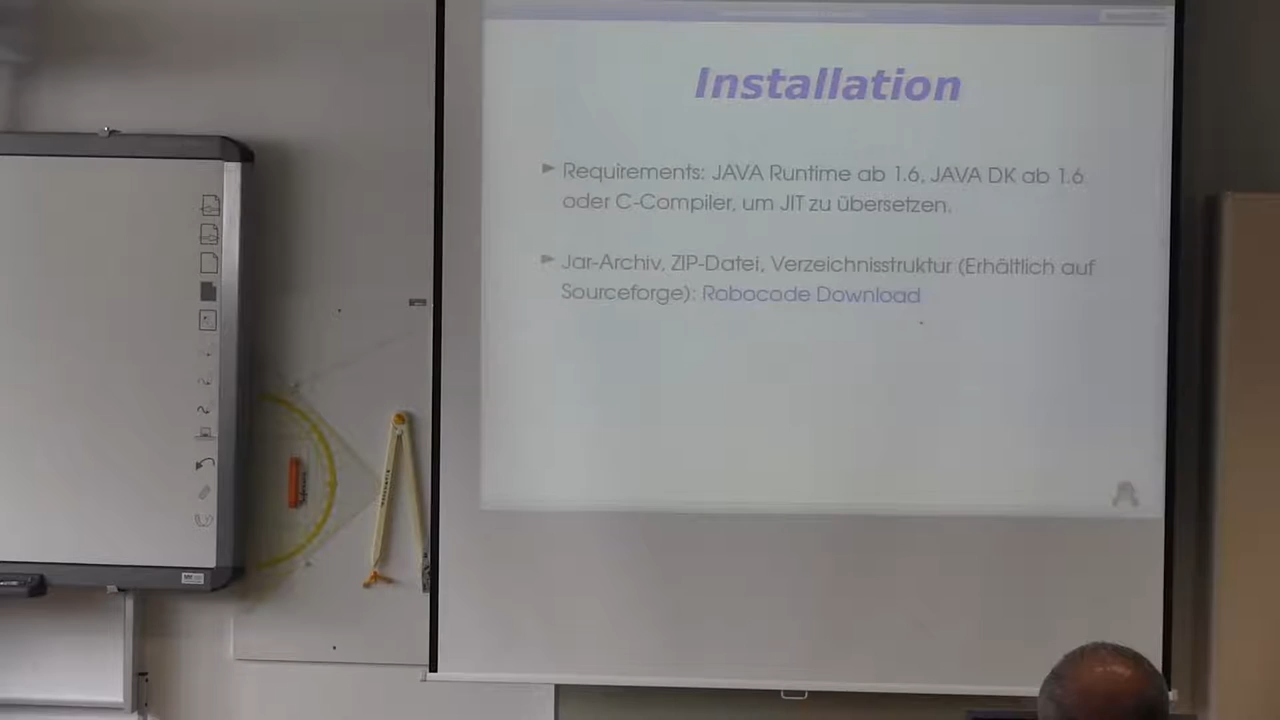 Installation
Requirements: JAVA Runtime ab 1.6, JAVA DK ab 1.6
oder C-Compiler, um JIT zu übersetzen.
Jar-Archiv, ZIP-Datei, Verzeichnisstruktur (Erhältlich auf
Sourceforge): Robocode Download